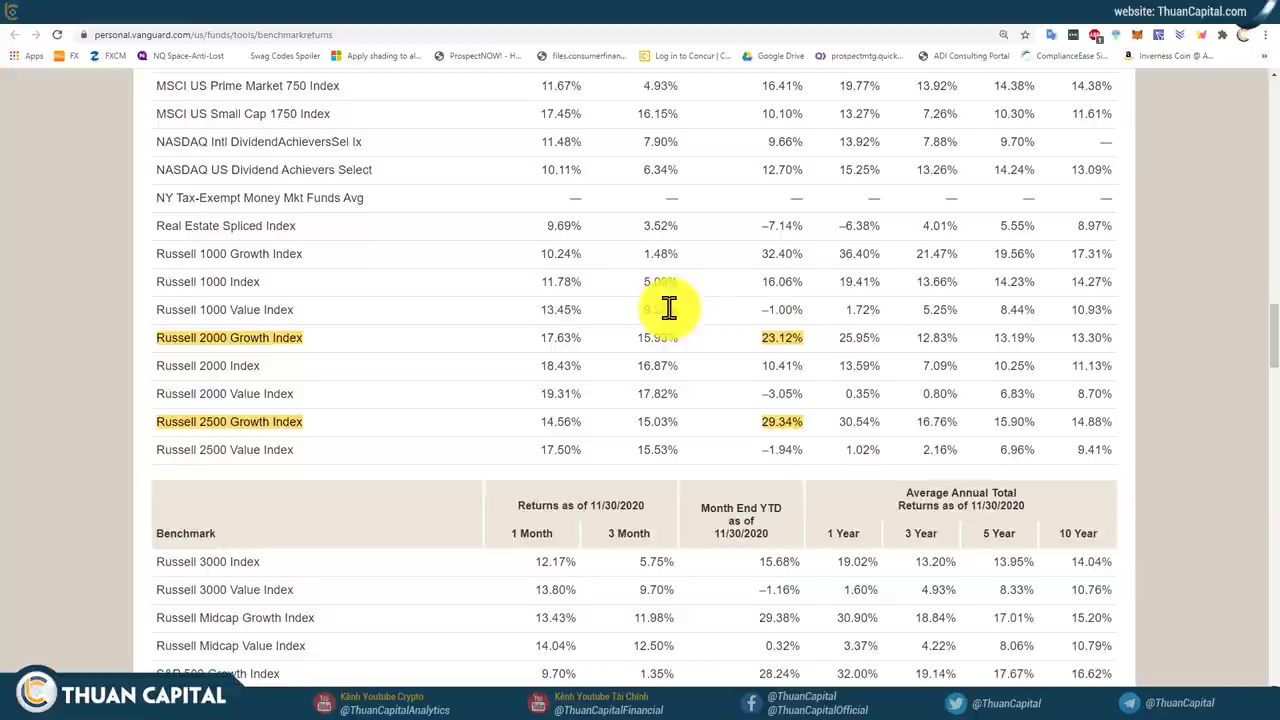 website: ThuanCapital.com
personal.vanguard.com/us/funds/tools/benchmarkreturns
Apps FX FXCM NQ Space-Anti-Lost Swag Codes Spoiler Apply shading to al... ProspectNOW! - H... files.consumerfinan... Log in to Concur | C... Google Drive prospectmtg.quick... ADI Consulting Portal ComplianceEase Si... Inverness Coin @ A... »
MSCI US Prime Market 750 Index 11.67% 4.93% 16.41% 19.77% 13.92% 14.38% 14.38%
MSCI US Small Cap 1750 Index 17.45% 16.15% 10.10% 13.27% 7.26% 10.30% 11.61%
NASDAQ Intl DividendAchieversSel Ix 11.48% 7.90% 9.66% 13.92% 7.88% 9.70% —
NASDAQ US Dividend Achievers Select 10.11% 6.34% 12.70% 15.25% 13.26% 14.24% 13.09%
NY Tax-Exempt Money Mkt Funds Avg — — — — — — —
Real Estate Spliced Index 9.69% 3.52% –7.14% –6.38% 4.01% 5.55% 8.97%
Russell 1000 Growth Index 10.24% 1.48% 32.40% 36.40% 21.47% 19.56% 17.31%
Russell 1000 Index 11.78% 16.06% 19.41% 13.66% 14.23% 14.27%
Russell 1000 Value Index 13.45% –1.00% 1.72% 5.25% 8.44% 10.93%
Russell 2000 Growth Index 17.63% 23.12% 25.95% 12.83% 13.19% 13.30%
Russell 2000 Index 18.43% 16.87% 10.41% 13.59% 7.09% 10.25% 11.13%
Russell 2000 Value Index 19.31% 17.82% –3.05% 0.35% 0.80% 6.83% 8.70%
Russell 2500 Growth Index 14.56% 15.03% 29.34% 30.54% 16.76% 15.90% 14.88%
Russell 2500 Value Index 17.50% 15.53% –1.94% 1.02% 2.16% 6.96% 9.41%
Returns as of 11/30/2020
Month End YTD
as of
11/30/2020
Average Annual Total
Returns as of 11/30/2020
Benchmark 1 Month 3 Month 1 Year 3 Year 5 Year 10 Year
Russell 3000 Index 12.17% 5.75% 15.68% 19.02% 13.20% 13.95% 14.04%
Russell 3000 Value Index 13.80% 9.70% –1.16% 1.60% 4.93% 8.33% 10.76%
Russell Midcap Growth Index 13.43% 11.98% 29.38% 30.90% 18.84% 17.01% 15.20%
Russell Midcap Value Index 14.04% 12.50% 0.32% 3.37% 4.22% 8.06% 10.79%
S&P 500 Growth Index 9.70% 1.35% 28.24% 32.00% 19.14% 17.67% 16.62%
THUAN CAPITAL
Kênh Youtube Crypto
@ThuanCapitalAnalytics
Kênh Youtube Tài Chính
@ThuanCapitalFinancial
@ThuanCapital
@ThuanCapitalOfficial
@ThuanCapital
@ThuanCapital